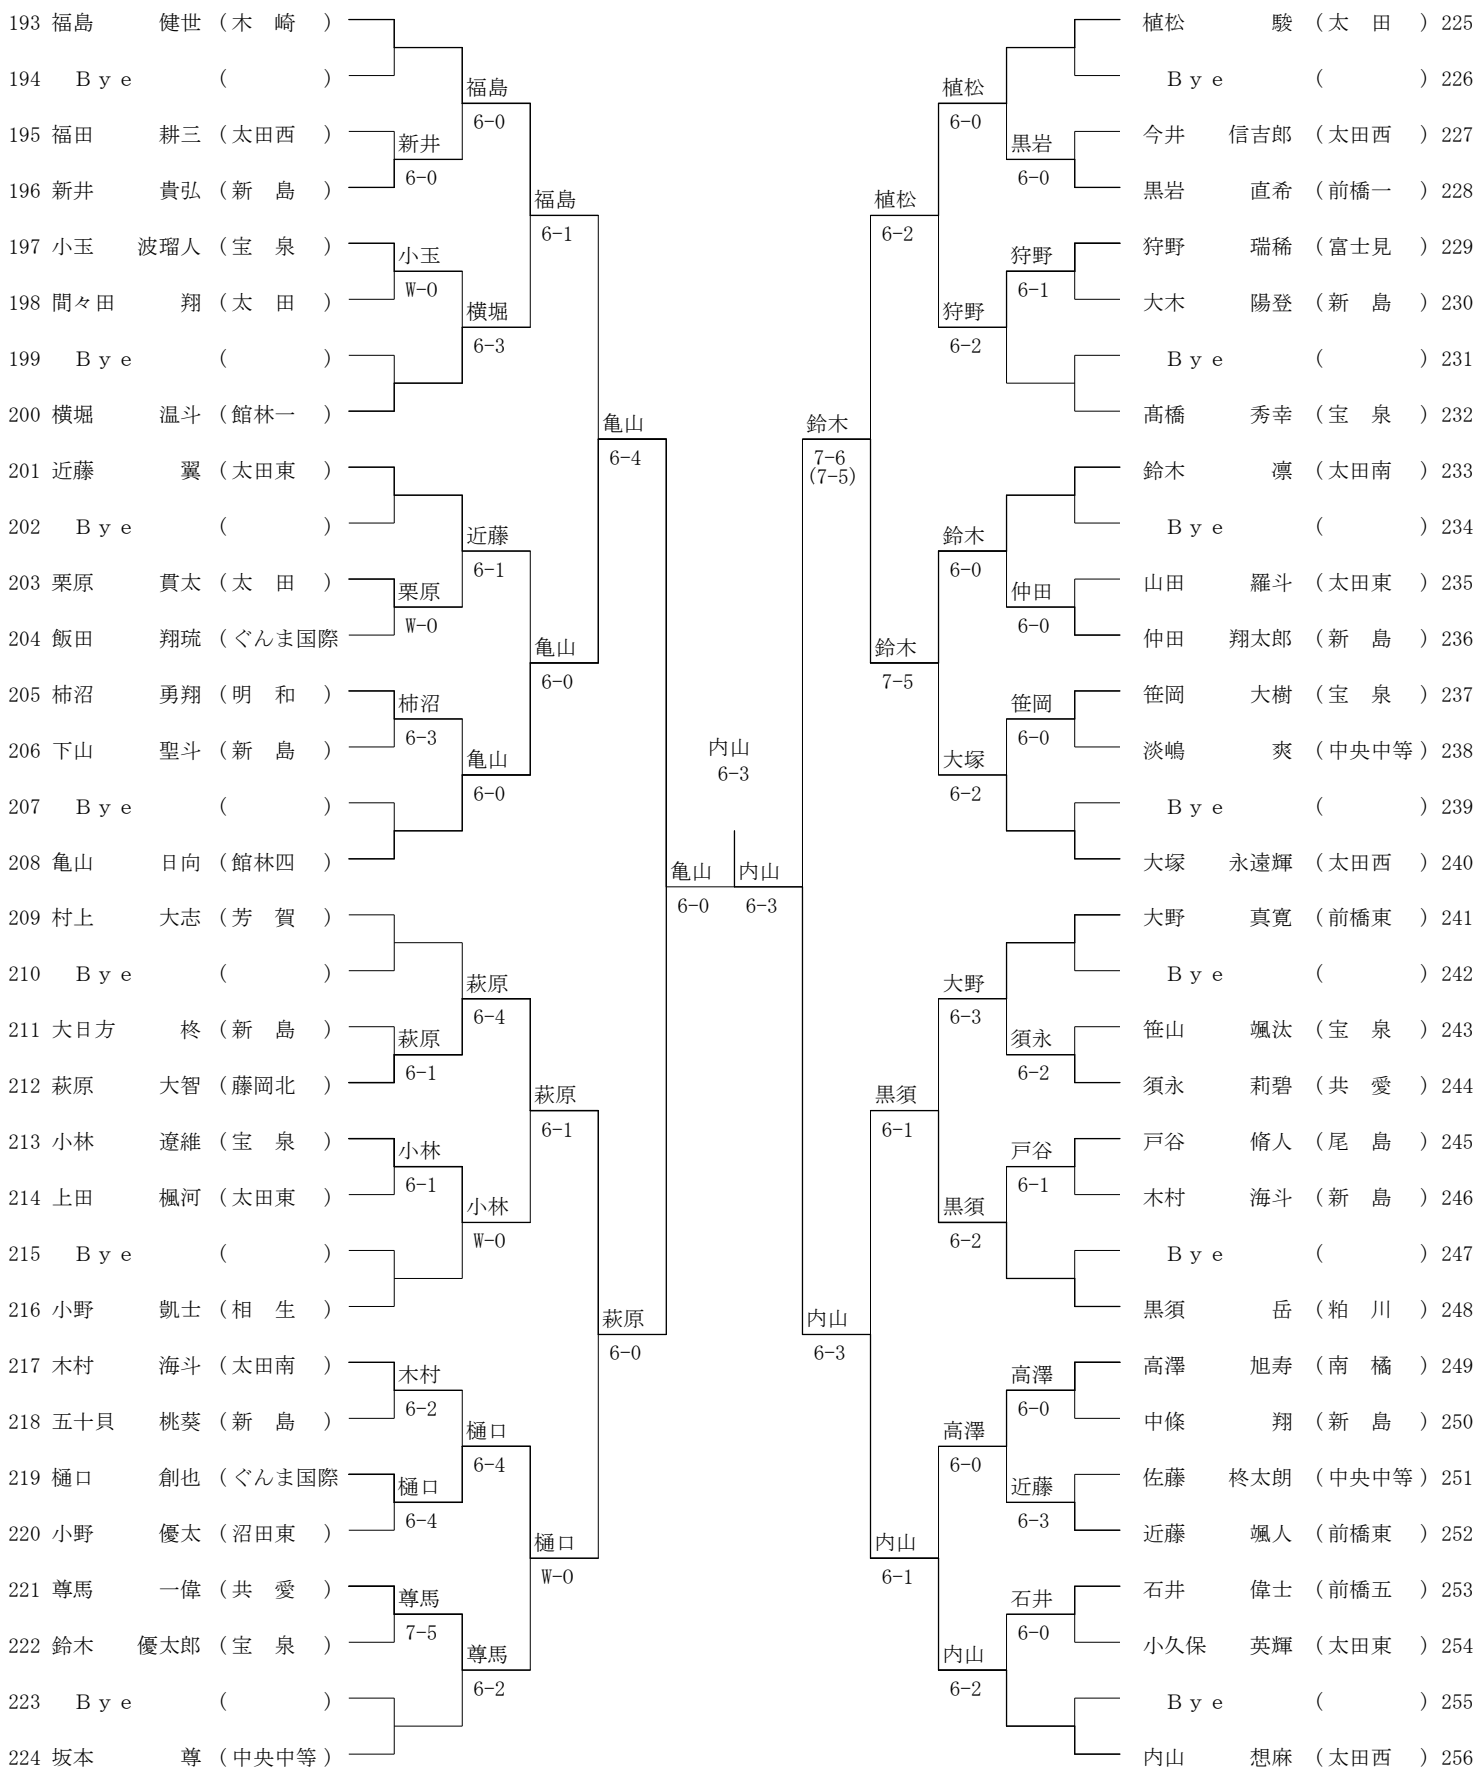 193 福島 健世 （木 崎 ）
194 Ｂｙｅ （ ）
195 福田 耕三 （太田西 ）
196 新井 貴弘 （新 島 ）
197 小玉 波瑠人 （宝 泉 ）
198 間々田 翔 （太 田 ）
199 Ｂｙｅ （ ）
200 横堀 温斗 （館林一 ）
201 近藤 翼 （太田東 ）
202 Ｂｙｅ （ ）
203 栗原 貫太 （太 田 ）
204 飯田 翔琉 （ぐんま国際
205 柿沼 勇翔 （明 和 ）
206 下山 聖斗 （新 島 ）
207 Ｂｙｅ （ ）
208 亀山 日向 （館林四 ）
209 村上 大志 （芳 賀 ）
210 Ｂｙｅ （ ）
211 大日方 柊 （新 島 ）
212 萩原 大智 （藤岡北 ）
213 小林 遼維 （宝 泉 ）
214 上田 楓河 （太田東 ）
215 Ｂｙｅ （ ）
216 小野 凱士 （相 生 ）
217 木村 海斗 （太田南 ）
218 五十貝 桃葵 （新 島 ）
219 樋口 創也 （ぐんま国際
220 小野 優太 （沼田東 ）
221 尊馬 一偉 （共 愛 ）
222 鈴木 優太郎 （宝 泉 ）
223 Ｂｙｅ （ ）
224 坂本 尊 （中央中等 ）
新井
6-0
小玉
W-0
栗原
W-0
柿沼
6-3
萩原
6-1
小林
6-1
木村
6-2
樋口
6-4
尊馬
7-5
福島
6-0
横堀
6-3
近藤
6-1
亀山
6-0
萩原
6-4
小林
W-0
樋口
6-4
尊馬
6-2
福島
6-1
亀山
6-0
萩原
6-1
樋口
W-0
亀山
6-4
萩原
6-0
亀山
6-0
内山
6-3
内山
6-3
鈴木
7-6
(7-5)
内山
6-3
植松
6-2
鈴木
7-5
黒須
6-1
内山
6-1
植松
6-0
狩野
6-2
鈴木
6-0
大塚
6-2
大野
6-3
黒須
6-2
高澤
6-0
内山
6-2
黒岩
6-0
狩野
6-1
仲田
6-0
笹岡
6-0
須永
6-2
戸谷
6-1
高澤
6-0
近藤
6-3
石井
6-0
植松 駿 （太 田 ） 225
Ｂｙｅ （ ） 226
今井 信吉郎 （太田西 ） 227
黒岩 直希 （前橋一 ） 228
狩野 瑞稀 （富士見 ） 229
大木 陽登 （新 島 ） 230
Ｂｙｅ （ ） 231
髙橋 秀幸 （宝 泉 ） 232
鈴木 凛 （太田南 ） 233
Ｂｙｅ （ ） 234
山田 羅斗 （太田東 ） 235
仲田 翔太郎 （新 島 ） 236
笹岡 大樹 （宝 泉 ） 237
淡嶋 爽 （中央中等 ） 238
Ｂｙｅ （ ） 239
大塚 永遠輝 （太田西 ） 240
大野 真寛 （前橋東 ） 241
Ｂｙｅ （ ） 242
笹山 颯汰 （宝 泉 ） 243
須永 莉碧 （共 愛 ） 244
戸谷 脩人 （尾 島 ） 245
木村 海斗 （新 島 ） 246
Ｂｙｅ （ ） 247
黒須 岳 （粕 川 ） 248
高澤 旭寿 （南 橘 ） 249
中條 翔 （新 島 ） 250
佐藤 柊太朗 （中央中等 ） 251
近藤 颯人 （前橋東 ） 252
石井 偉士 （前橋五 ） 253
小久保 英輝 （太田東 ） 254
Ｂｙｅ （ ） 255
内山 想麻 （太田西 ） 256